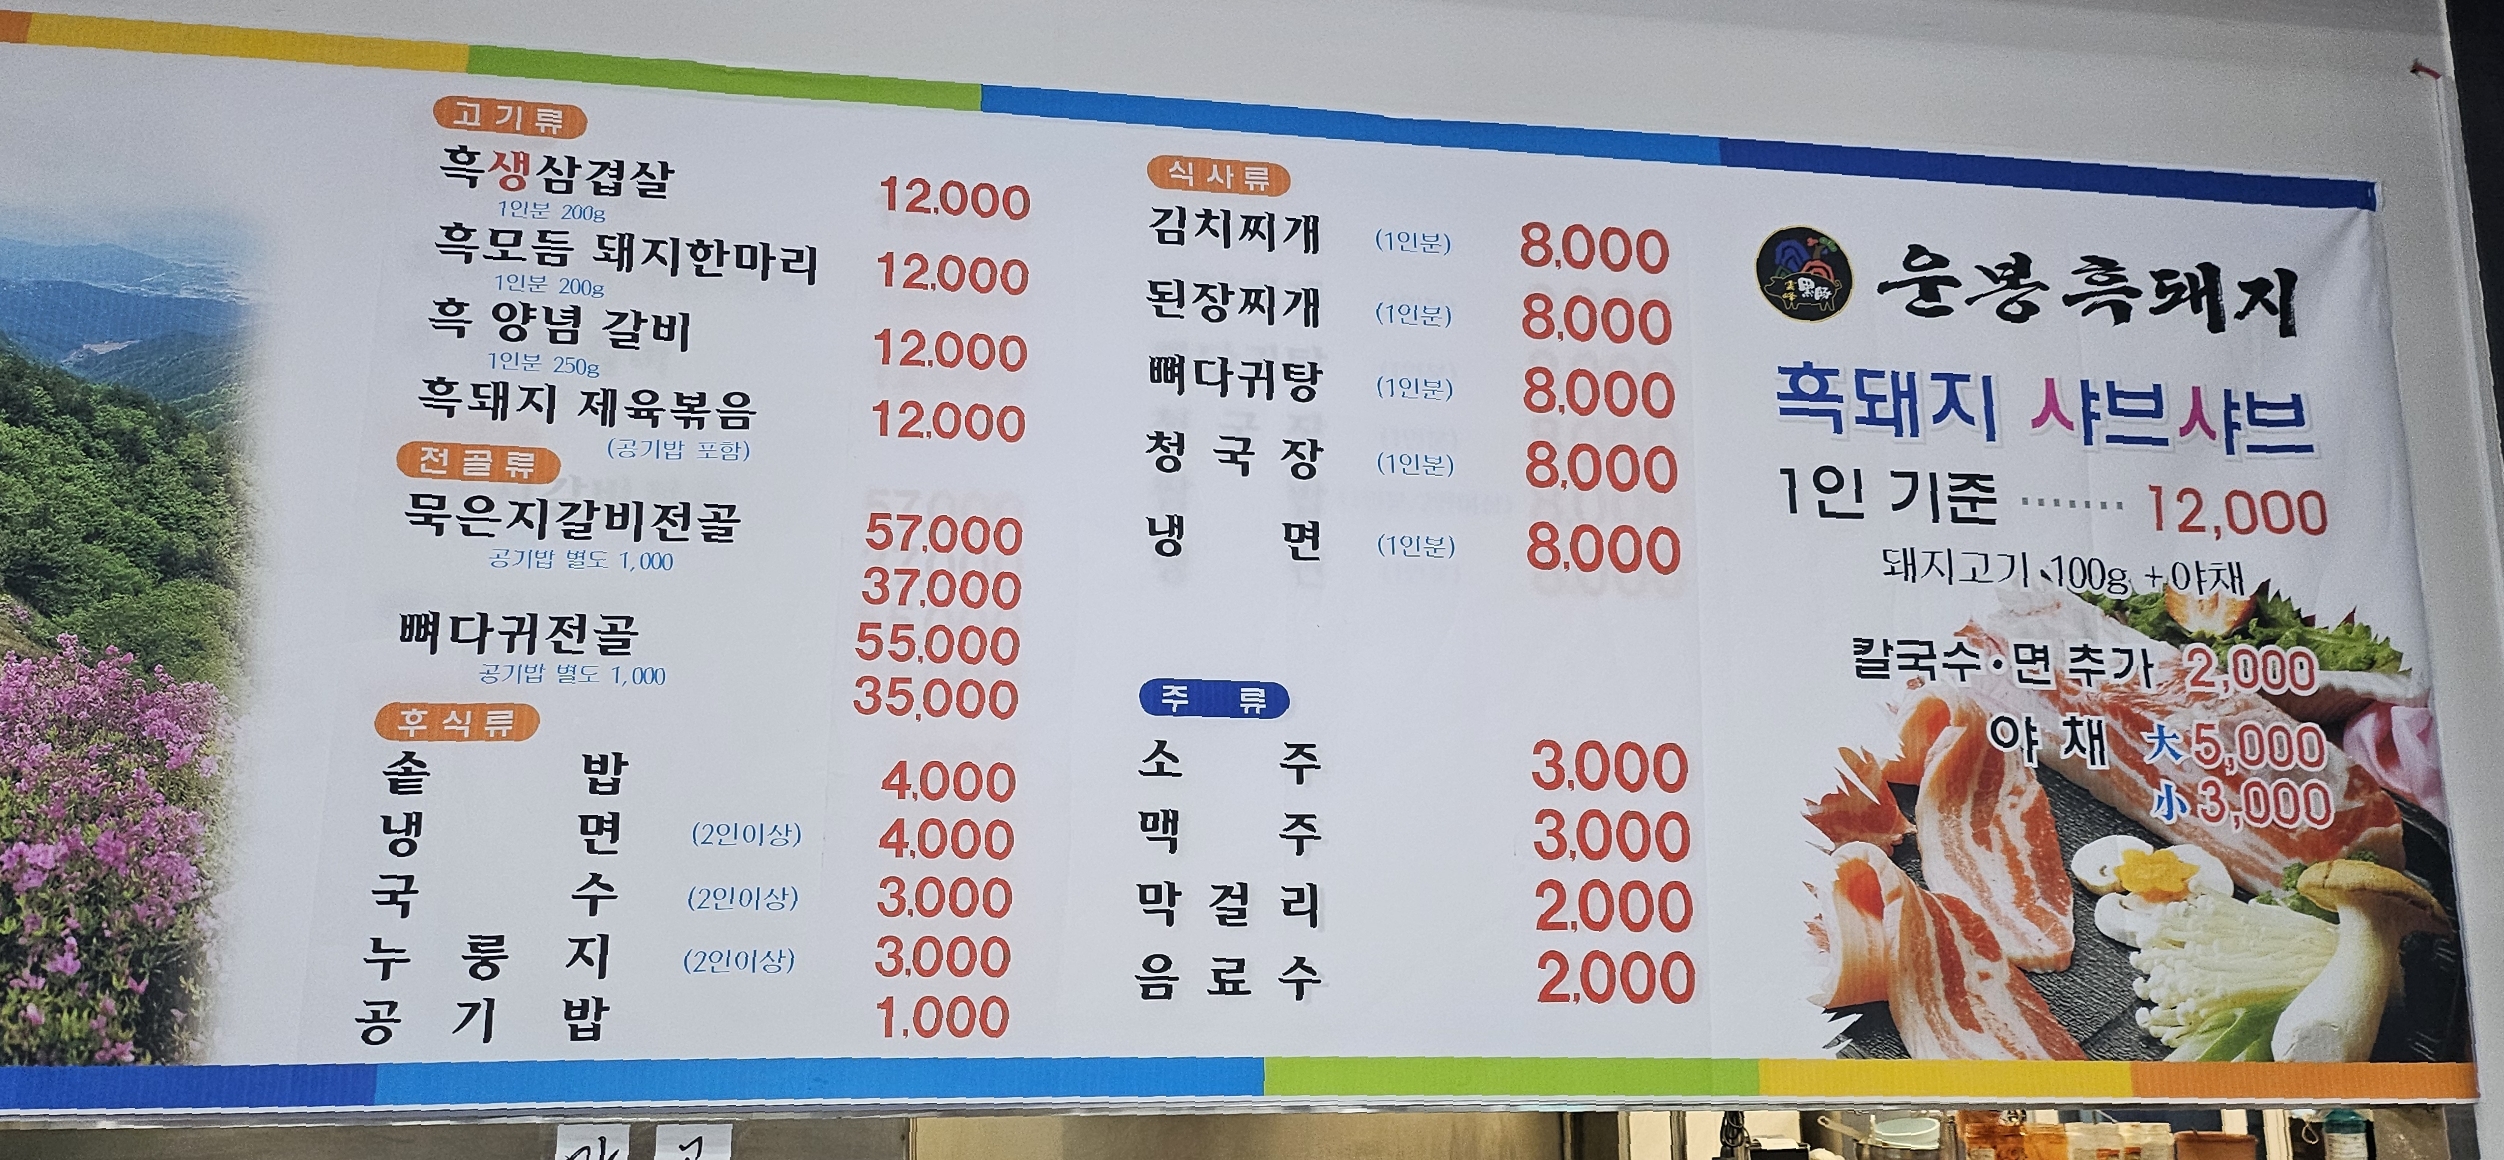 고기류
흑생삼겹살 12,000
1인분 200g
흑모듬 돼지한마리 12,000
1인분 200g
흑 양념 갈비 12,000
1인분 250g
흑돼지 제육볶음 12,000
(공기밥 포함)
전골류
묵은지갈비전골 57,000
공기밥 별도 1,000
37,000
뼈다귀전골 55,000
공기밥 별도 1,000
35,000
후식류
솥밥 4,000
냉면 (2인이상) 4,000
국수 (2인이상) 3,000
누룽지 (2인이상) 3,000
공기밥 1,000
식사류
김치찌개 (1인분) 8,000
된장찌개 (1인분) 8,000
뼈다귀탕 (1인분) 8,000
청국장 (1인분) 8,000
냉면 (1인분) 8,000
주류
소주 3,000
맥주 3,000
막걸리 2,000
음료수 2,000
운봉흑돼지
흑돼지 샤브샤브
1인 기준 ······· 12,000
돼지고기 100g +야채
칼국수·면 추가 2,000
야채 大 5,000
小 3,000